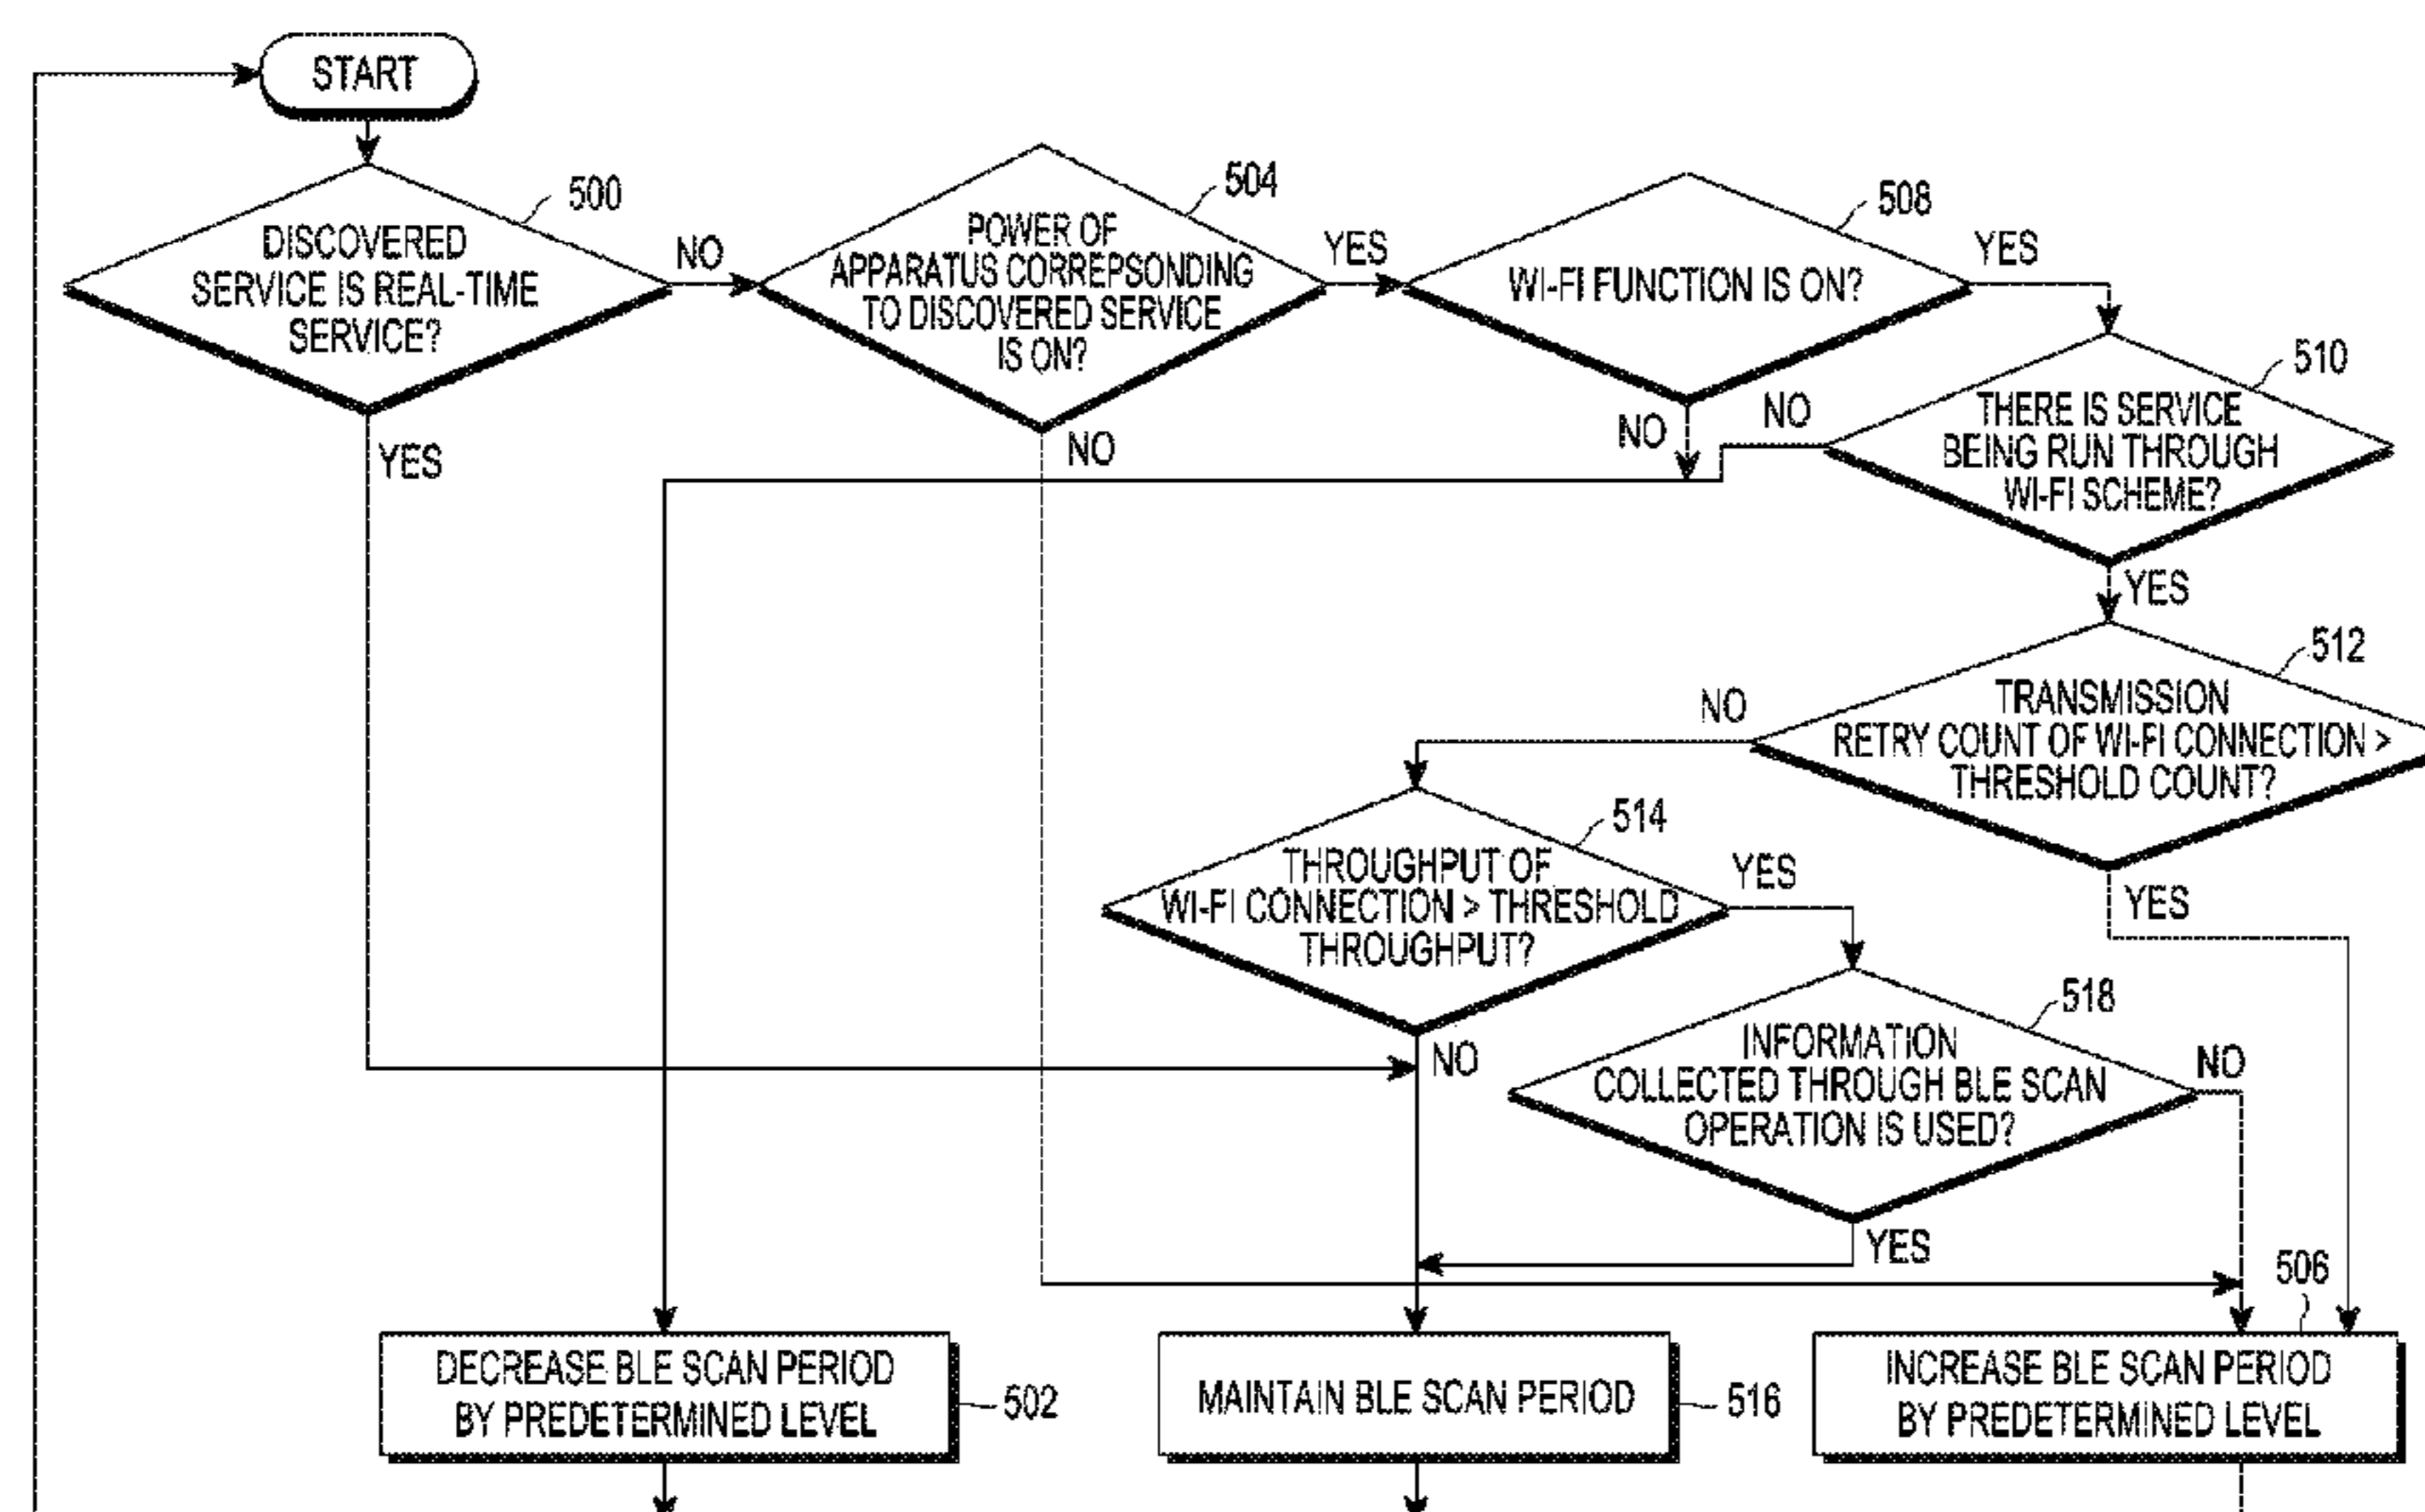 START
500
DISCOVERED
SERVICE IS REAL-TIME
SERVICE?
NO
YES
504
POWER OF
APPARATUS CORREPSONDING
TO DISCOVERED SERVICE
IS ON?
YES
NO
508
WI-FI FUNCTION IS ON?
YES
NO
510
THERE IS SERVICE
BEING RUN THROUGH
WI-FI SCHEME?
NO
YES
512
TRANSMISSION
RETRY COUNT OF WI-FI CONNECTION >
THRESHOLD COUNT?
NO
YES
514
THROUGHPUT OF
WI-FI CONNECTION > THRESHOLD
THROUGHPUT?
YES
NO
518
INFORMATION
COLLECTED THROUGH BLE SCAN
OPERATION IS USED?
NO
YES
506
DECREASE BLE SCAN PERIOD
BY PREDETERMINED LEVEL
502
MAINTAIN BLE SCAN PERIOD
516
INCREASE BLE SCAN PERIOD
BY PREDETERMINED LEVEL